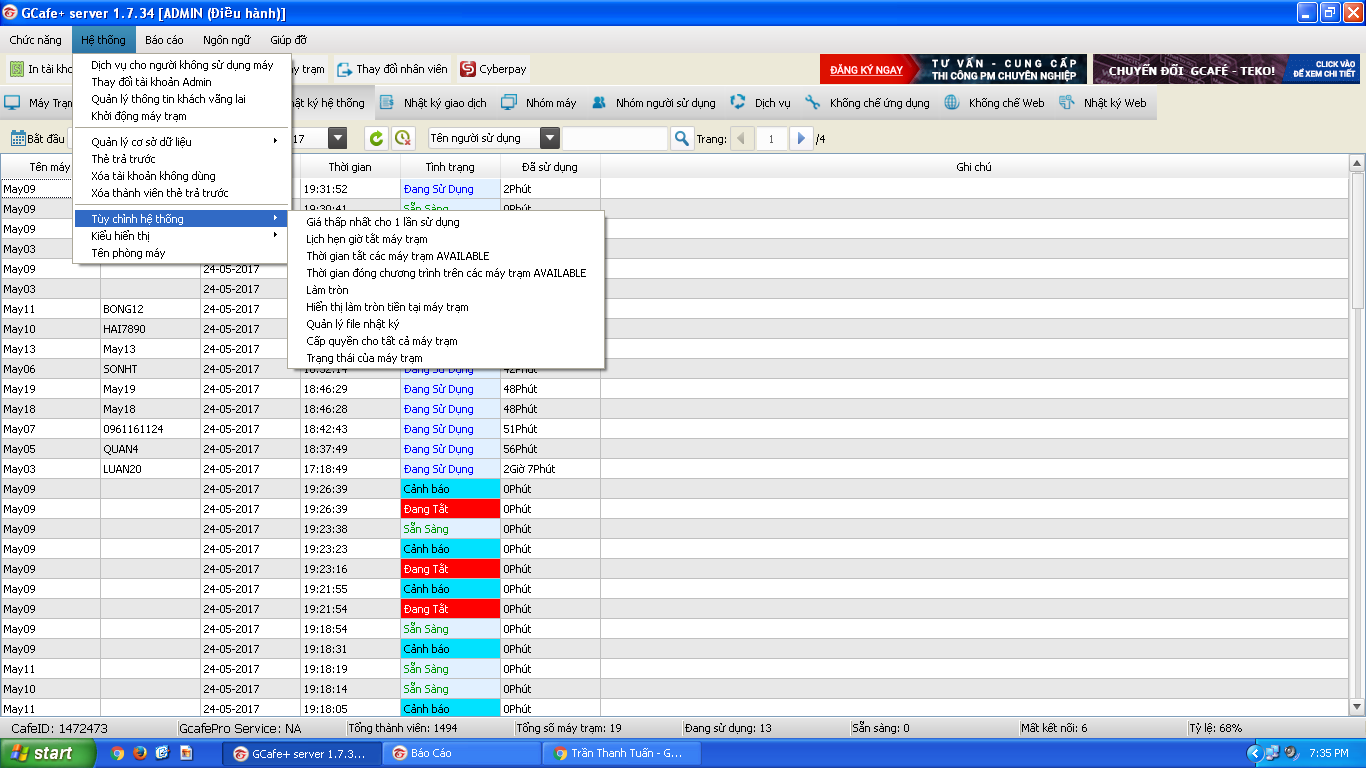 GCafe+ server 1.7.34 [ADMIN (Điều hành)]
Chức năng Hệ thống Báo cáo Ngôn ngữ Giúp đỡ
In tài kho máy trạm Thay đổi nhân viên Cyberpay
ĐĂNG KÝ NGAY TƯ VẤN - CUNG CẤP THI CÔNG PM CHUYÊN NGHIỆP
CHUYỂN ĐỔI GCAFÉ - TEKO! CLICK VÀO ĐỂ XEM CHI TIẾT
Máy Trạm hật ký hệ thống Nhật ký giao dịch Nhóm máy Nhóm người sử dụng Dịch vụ Khống chế ứng dụng Khống chế Web Nhật ký Web
Bắt đầu 17 Tên người sử dụng Trang: 1 /4
Dịch vụ cho người không sử dụng máy
Thay đổi tài khoản Admin
Quản lý thông tin khách vãng lai
Khởi động máy trạm
Quản lý cơ sở dữ liệu
Thẻ trả trước
Xóa tài khoản không dùng
Xóa thành viên thẻ trả trước
Tùy chỉnh hệ thống
Kiểu hiển thị
Tên phòng máy
Giá thấp nhất cho 1 lần sử dụng
Lịch hẹn giờ tắt máy trạm
Thời gian tắt các máy trạm AVAILABLE
Thời gian đóng chương trình trên các máy trạm AVAILABLE
Làm tròn
Hiển thị làm tròn tiền tại máy trạm
Quản lý file nhật ký
Cấp quyền cho tất cả máy trạm
Trạng thái của máy trạm
Tên máy Thời gian Tình trạng Đã sử dụng Ghi chú
May09 19:31:52 Đang Sử Dụng 2Phút
May09 19:30:41 Sẵn Sàng 0Phút
May09
May03
May09 24-05-2017
May03 24-05-2017
May11 BONG12 24-05-2017
May10 HAI7890 24-05-2017
May13 May13 24-05-2017
May06 SONHT 24-05-2017 18:52:14 Đang Sử Dụng 42Phút
May19 May19 24-05-2017 18:46:29 Đang Sử Dụng 48Phút
May18 May18 24-05-2017 18:46:28 Đang Sử Dụng 48Phút
May07 0961161124 24-05-2017 18:42:43 Đang Sử Dụng 51Phút
May05 QUAN4 24-05-2017 18:37:49 Đang Sử Dụng 56Phút
May03 LUAN20 24-05-2017 17:18:49 Đang Sử Dụng 2Giờ 7Phút
May09 24-05-2017 19:26:39 Cảnh báo 0Phút
May09 24-05-2017 19:26:39 Đang Tắt 0Phút
May09 24-05-2017 19:23:38 Sẵn Sàng 0Phút
May09 24-05-2017 19:23:23 Cảnh báo 0Phút
May09 24-05-2017 19:23:16 Đang Tắt 0Phút
May09 24-05-2017 19:21:55 Cảnh báo 0Phút
May09 24-05-2017 19:21:54 Đang Tắt 0Phút
May09 24-05-2017 19:18:54 Sẵn Sàng 0Phút
May09 24-05-2017 19:18:31 Cảnh báo 0Phút
May11 24-05-2017 19:18:19 Sẵn Sàng 0Phút
May10 24-05-2017 19:18:14 Sẵn Sàng 0Phút
May11 24-05-2017 19:18:05 Cảnh báo 0Phút
CafeID: 1472473 GcafePro Service: NA Tổng thành viên: 1494 Tổng số máy trạm: 19 Đang sử dụng: 13 Sẵn sàng: 0 Mất kết nối: 6 Tỷ lệ: 68%
start GCafe+ server 1.7.3... Báo Cáo Trần Thanh Tuấn - G... 7:35 PM